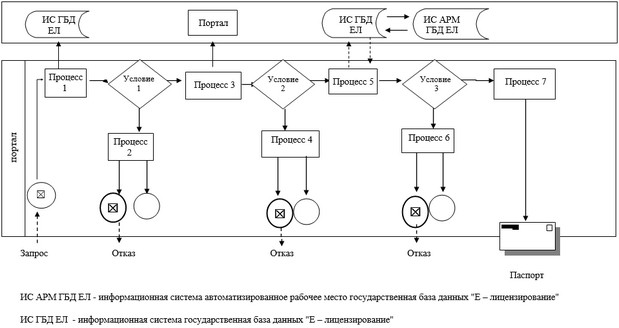 ИС ГБД
ЕЛ
Портал
ИС ГБД
ЕЛ
ИС АРМ
ГБД ЕЛ
портал
Процесс
1
Условие
1
Процесс 3
Условие
2
Процесс 5
Условие
3
Процесс 7
Процесс
2
Процесс 4
Процесс 6
Запрос
Отказ
Отказ
Отказ
Паспорт
ИС АРМ ГБД ЕЛ - информационная система автоматизированное рабочее место государственная база данных "Е – лицензирование"
ИС ГБД ЕЛ - информационная система государственная база данных "Е – лицензирование"